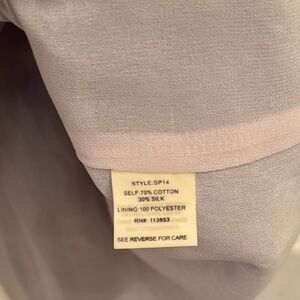 STYLE:SP14
SELF:70% COTTON
30% SILK
LINING:100 POLYESTER
RN# 113853
SEE REVERSE FOR CARE